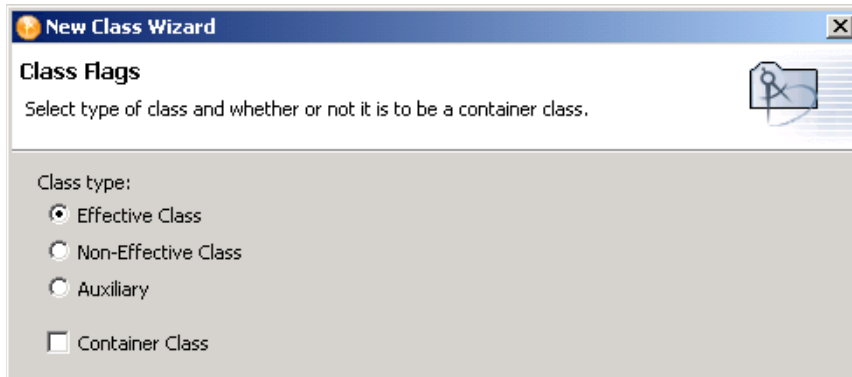 New Class Wizard
Class Flags
Select type of class and whether or not it is to be a container class.
Class type:
Effective Class
Non-Effective Class
Auxiliary
Container Class